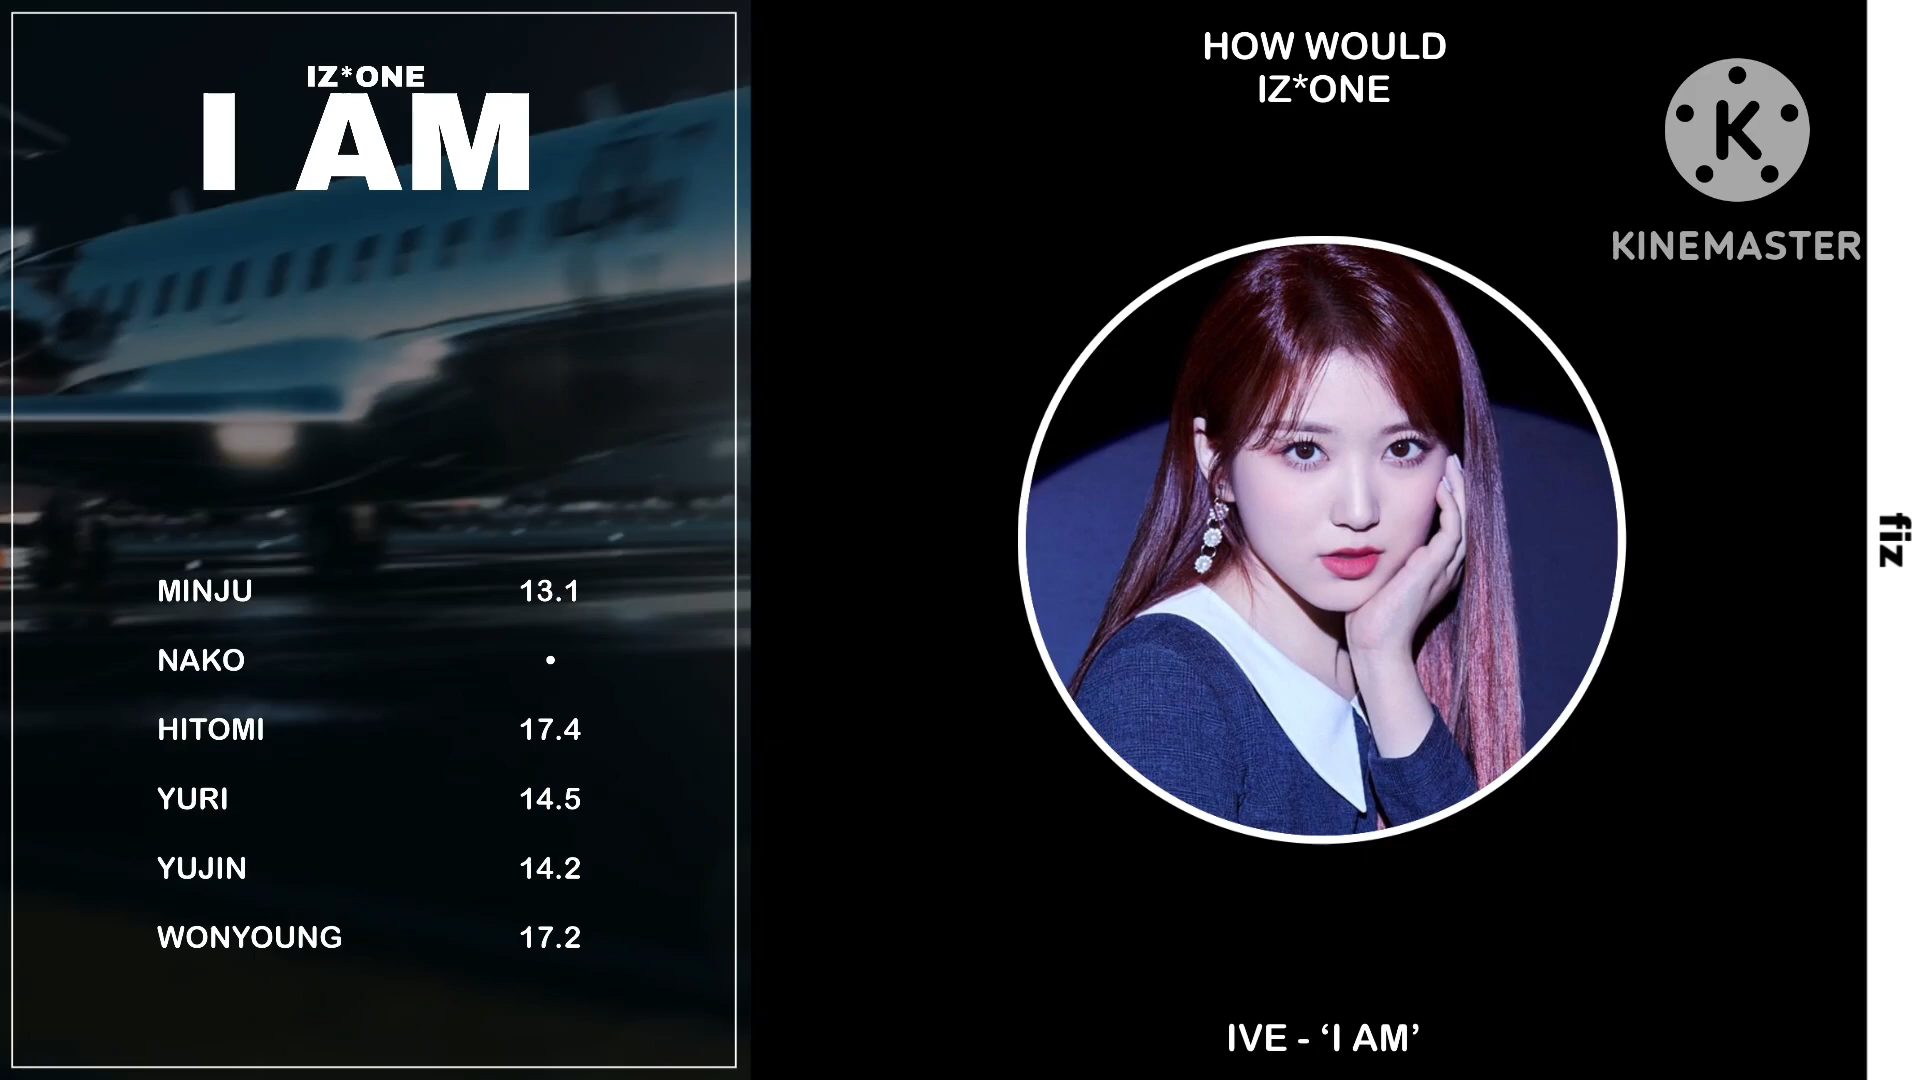 IZ*ONE
I AM
MINJU 13.1
NAKO •
HITOMI 17.4
YURI 14.5
YUJIN 14.2
WONYOUNG 17.2
HOW WOULD
IZ*ONE
IVE - ‘I AM’
K
KINEMASTER
fiz